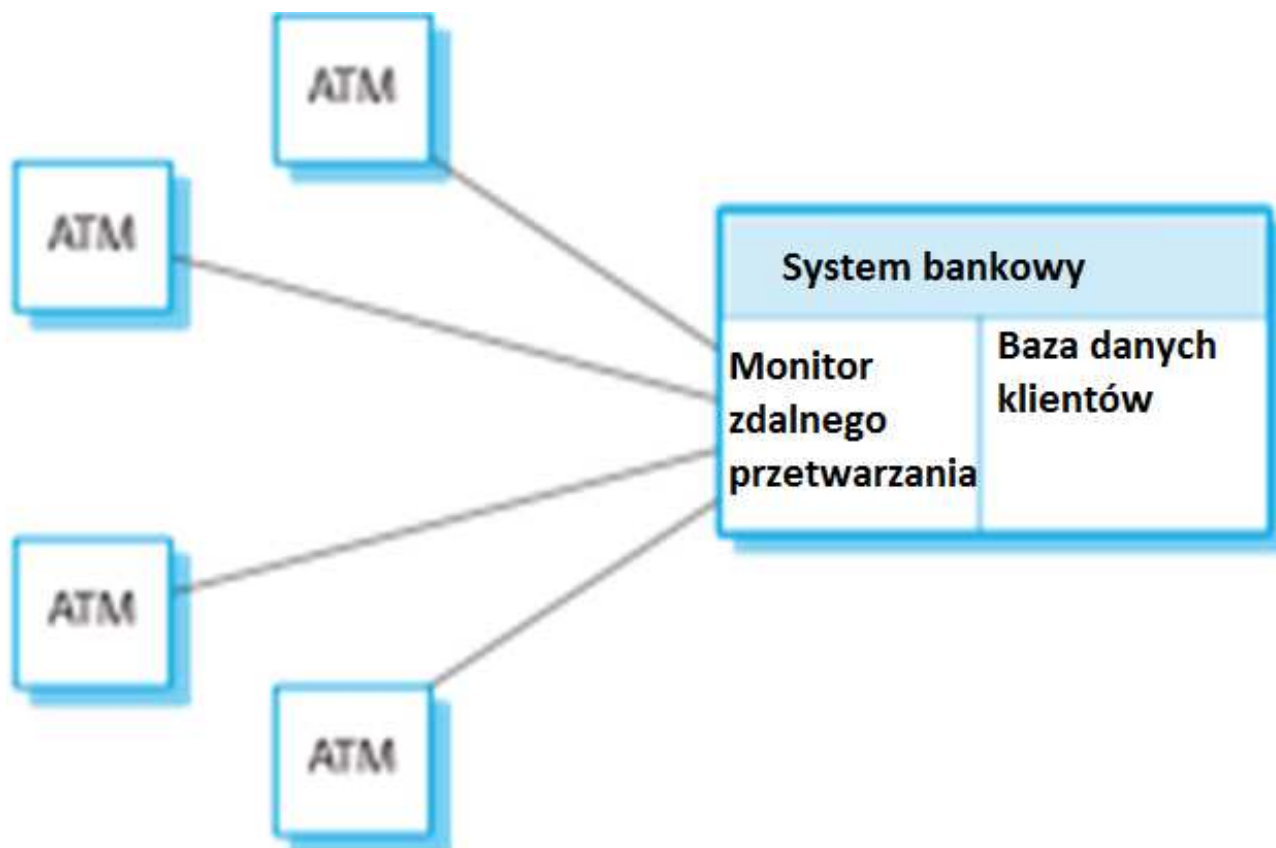 ATM
ATM
System bankowy
Monitor
zdalnego
przetwarzania
Baza danych
klientów
ATM
ATM